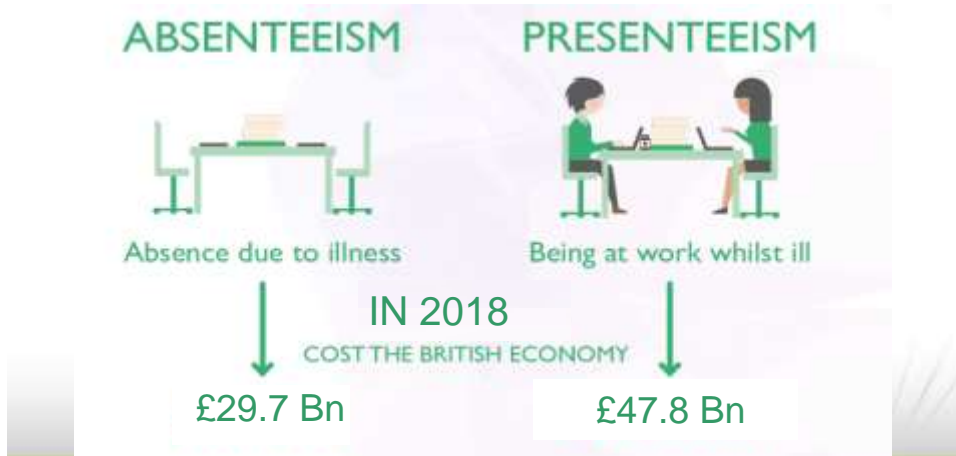 ABSENTEEISM
PRESENTEEISM
Absence due to illness
Being at work whilst ill
IN 2018
COST THE BRITISH ECONOMY
£29.7 Bn
£47.8 Bn